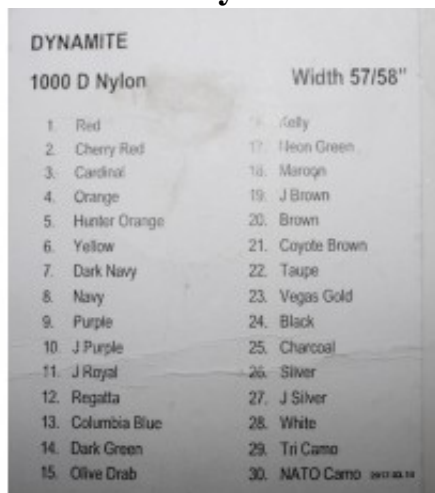 DYNAMITE
1000 D Nylon Width 57/58"
1. Red
2. Cherry Red
3. Cardinal
4. Orange
5. Hunter Orange
6. Yellow
7. Dark Navy
8. Navy
9. Purple
10. J Purple
11. J Royal
12. Regatta
13. Columbia Blue
14. Dark Green
15. Olive Drab
16. Kelly
17. Neon Green
18. Maroon
19. J Brown
20. Brown
21. Coyote Brown
22. Taupe
23. Vegas Gold
24. Black
25. Charcoal
26. Silver
27. J Silver
28. White
29. Tri Camo
30. NATO Camo